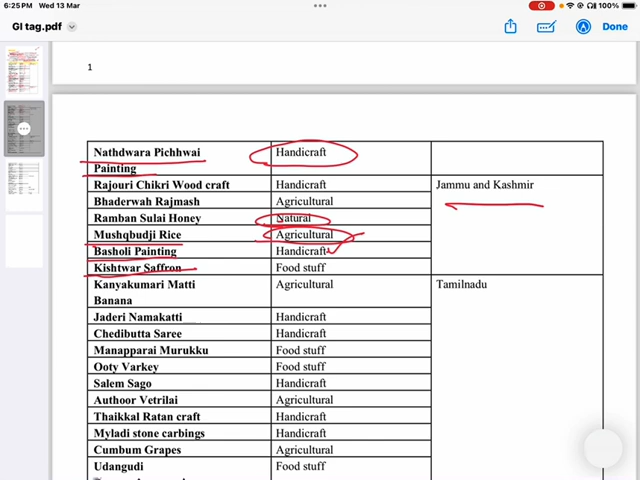 6:25 PM Wed 13 Mar
100%
GI tag.pdf
Done
1
Nathdwara Pichhwai Painting Handicraft
Rajouri Chikri Wood craft Handicraft Jammu and Kashmir
Bhaderwah Rajmash Agricultural
Ramban Sulai Honey Natural
Mushqbudji Rice Agricultural
Basholi Painting Handicraft
Kishtwar Saffron Food stuff
Kanyakumari Matti Banana Agricultural Tamilnadu
Jaderi Namakatti Handicraft
Chedibutta Saree Handicraft
Manapparai Murukku Food stuff
Ooty Varkey Food stuff
Salem Sago Handicraft
Authoor Vetrilai Agricultural
Thaikkal Ratan craft Handicraft
Myladi stone carbings Handicraft
Cumbum Grapes Agricultural
Udangudi Food stuff